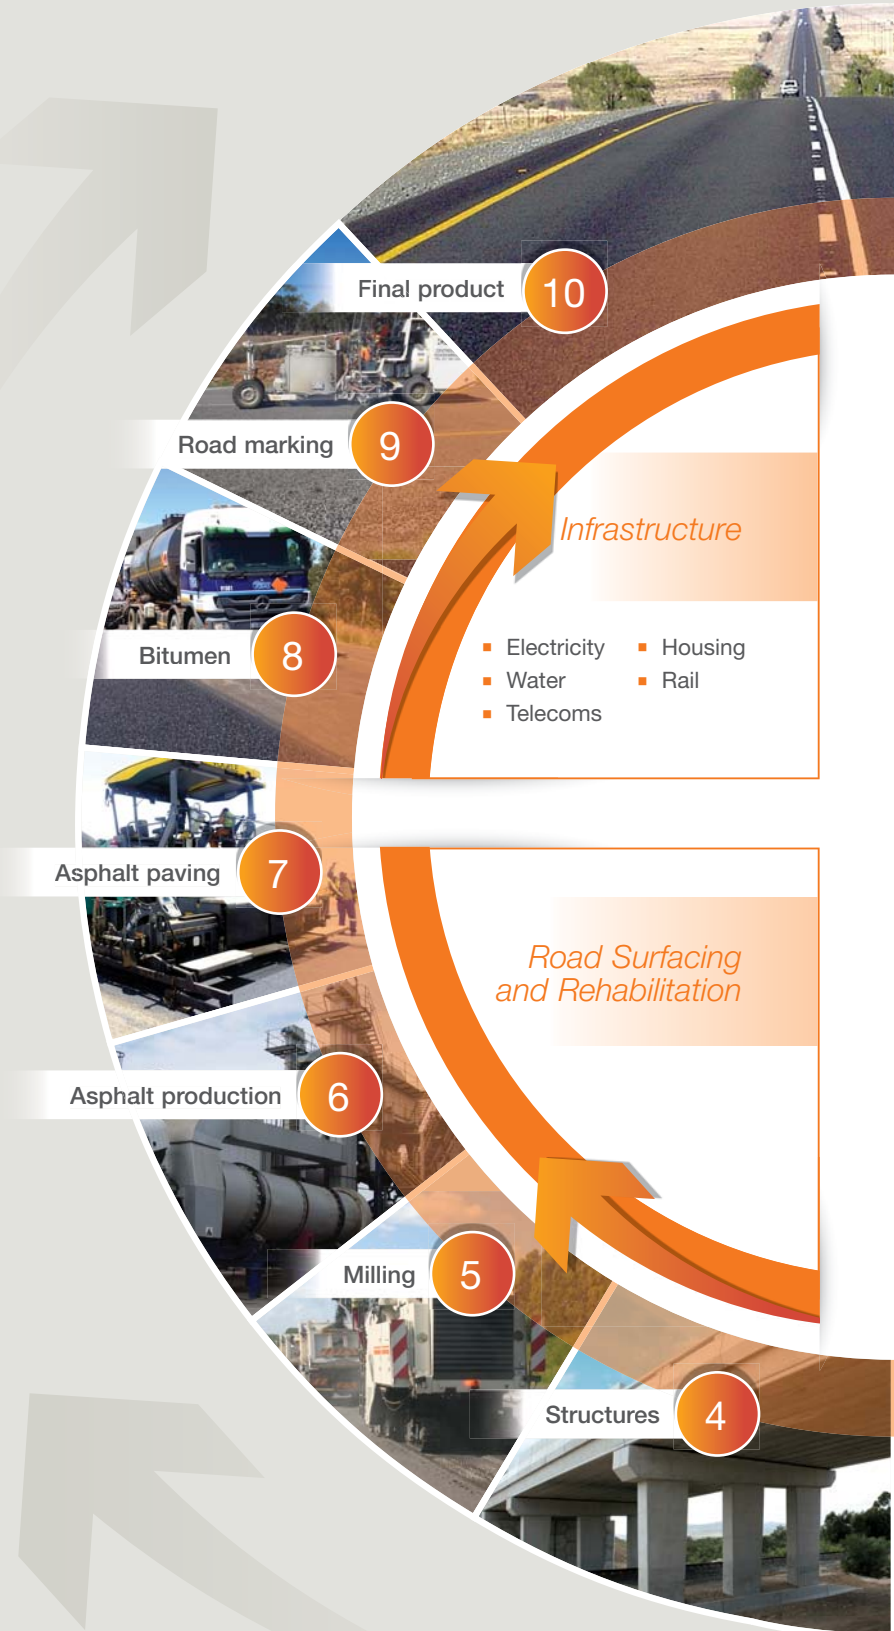 Final product
10
Road marking
9
Infrastructure
Electricity
Water
Telecoms
Housing
Rail
Bitumen
8
Asphalt paving
7
Road Surfacing
and Rehabilitation
Asphalt production
6
Milling
5
Structures
4